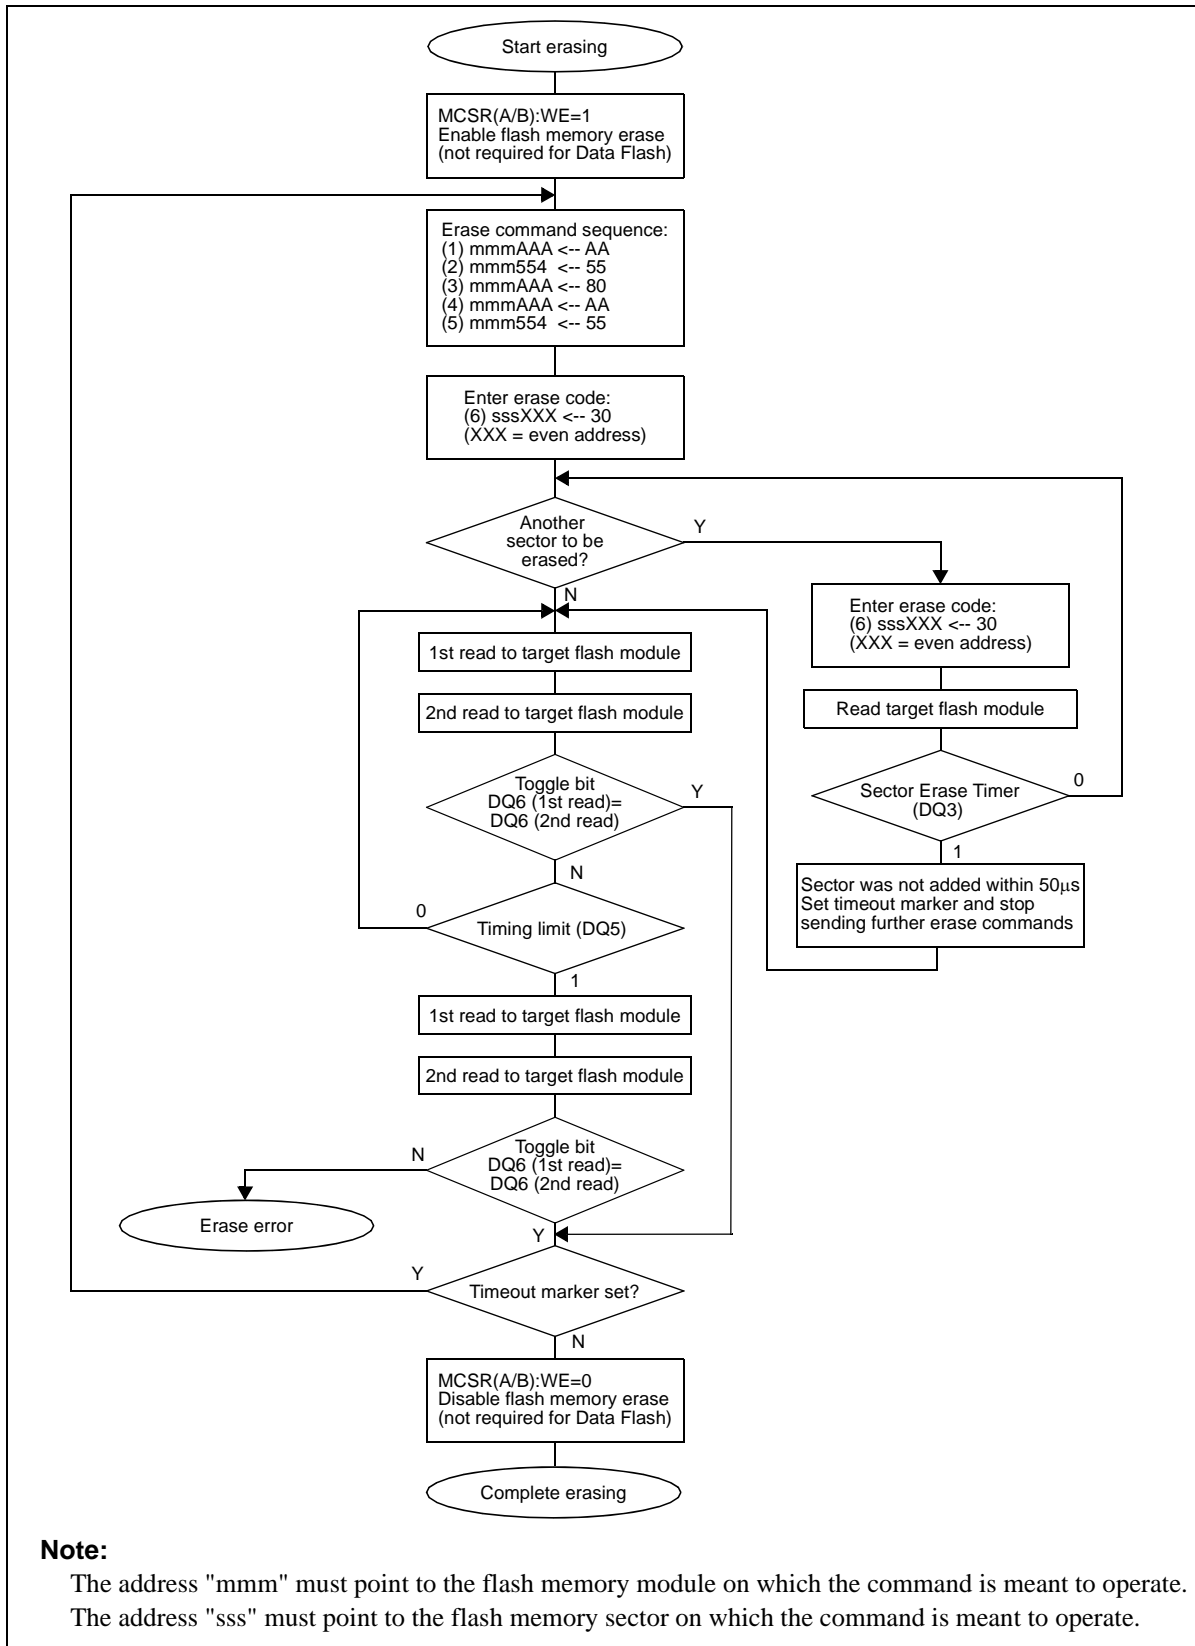 Start erasing
MCSR(A/B):WE=1
Enable flash memory erase
(not required for Data Flash)
Erase command sequence:
(1) mmmAAA <-- AA
(2) mmm554 <-- 55
(3) mmmAAA <-- 80
(4) mmmAAA <-- AA
(5) mmm554 <-- 55
Enter erase code:
(6) sssXXX <-- 30
(XXX = even address)
Another
sector to be
erased?
Y
N
Enter erase code:
(6) sssXXX <-- 30
(XXX = even address)
Read target flash module
Sector Erase Timer
(DQ3)
0
1
Sector was not added within 50μs
Set timeout marker and stop
sending further erase commands
1st read to target flash module
2nd read to target flash module
Toggle bit
DQ6 (1st read)=
DQ6 (2nd read)
Y
N
Timing limit (DQ5)
0
1
1st read to target flash module
2nd read to target flash module
Toggle bit
DQ6 (1st read)=
DQ6 (2nd read)
N
Erase error
Y
Timeout marker set?
Y
N
MCSR(A/B):WE=0
Disable flash memory erase
(not required for Data Flash)
Complete erasing
Note:
The address "mmm" must point to the flash memory module on which the command is meant to operate.
The address "sss" must point to the flash memory sector on which the command is meant to operate.